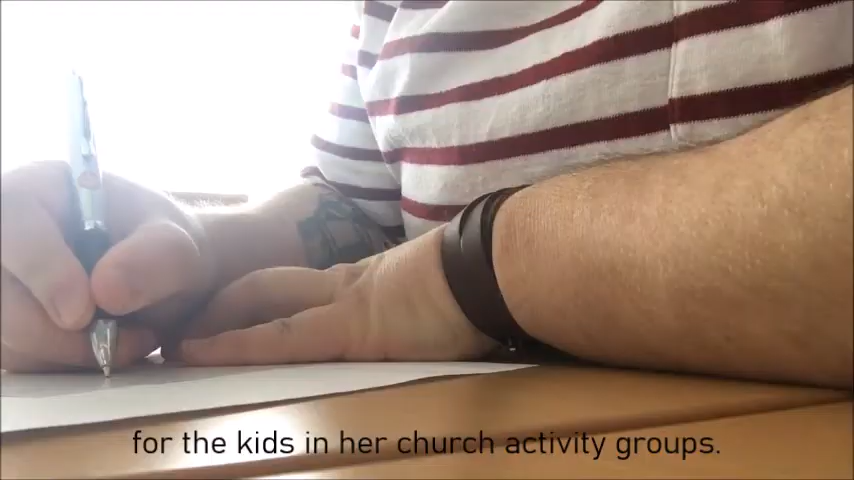 for the kids in her church activity groups.